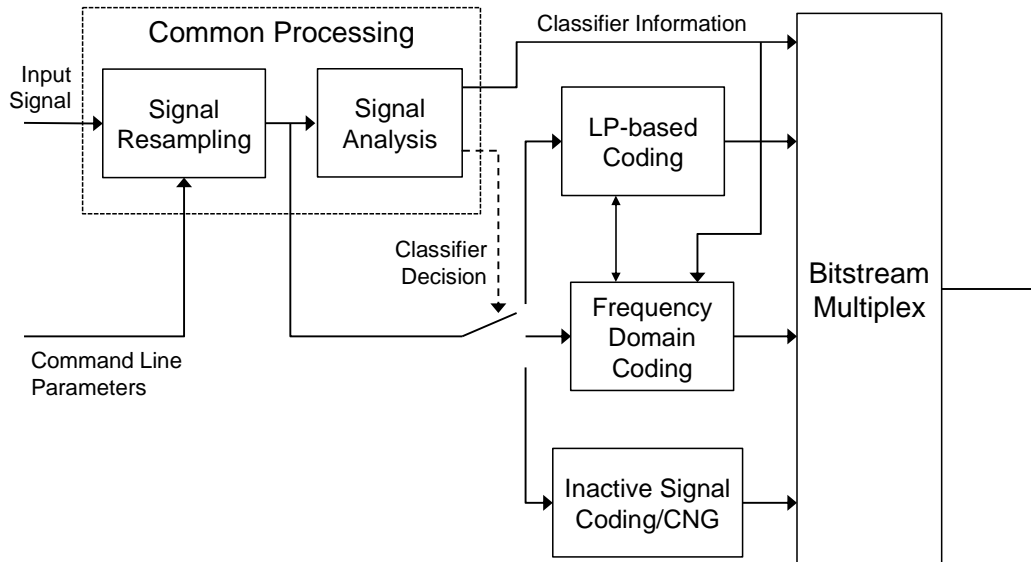 Common Processing
Classifier Information
Input
Signal
Signal
Resampling
Signal
Analysis
LP-based
Coding
Classifier
Decision
Bitstream
Multiplex
Frequency
Domain
Coding
Command Line
Parameters
Inactive Signal
Coding/CNG